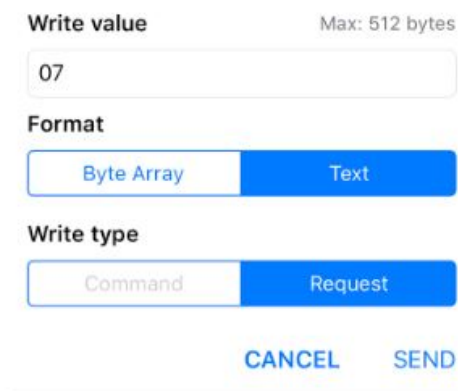 Write value Max: 512 bytes
07
Format
Byte Array Text
Write type
Command Request
CANCEL SEND